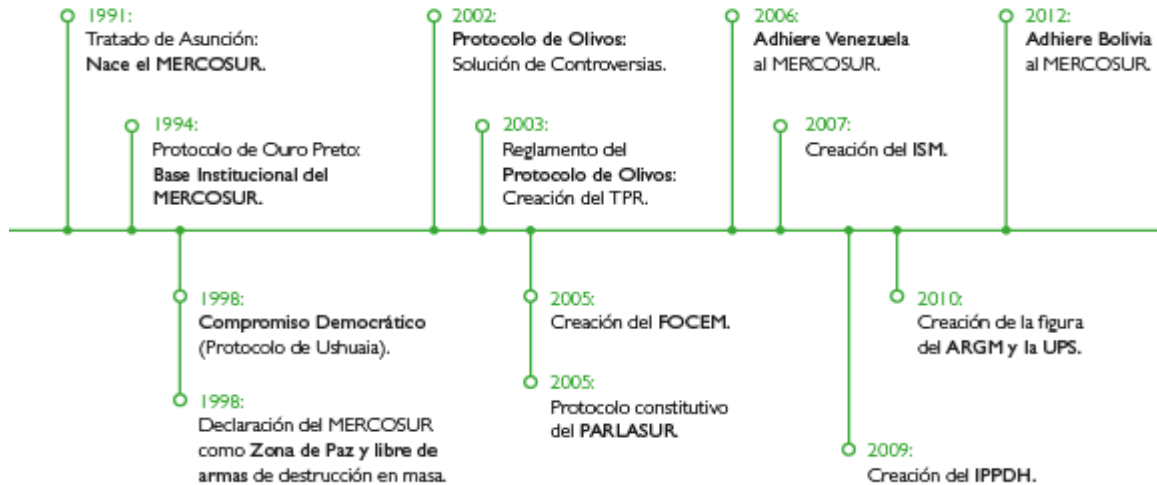 1991:
Tratado de Asunción:
Nace el MERCOSUR.
1994:
Protocolo de Ouro Preto:
Base Institucional del
MERCOSUR.
1998:
Compromiso Democrático
(Protocolo de Ushuaia).
1998:
Declaración del MERCOSUR
como Zona de Paz y libre de
armas de destrucción en masa.
2002:
Protocolo de Olivos:
Solución de Controversias.
2003:
Reglamento del
Protocolo de Olivos:
Creación del TPR.
2005:
Creación del FOCEM.
2005:
Protocolo constitutivo
del PARLASUR
2006:
Adhiere Venezuela
al MERCOSUR.
2007:
Creación del ISM.
2009:
Creación del IPPDH.
2010:
Creación de la figura
del ARGM y la UPS.
2012:
Adhiere Bolivia
al MERCOSUR.